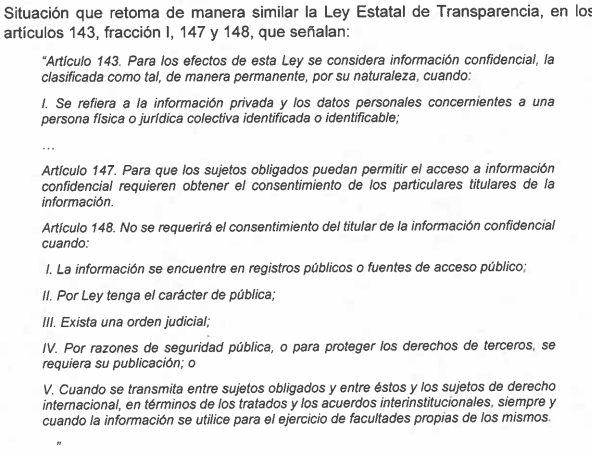 Situación que retoma de manera similar la Ley Estatal de Transparencia, en los
artículos 143, fracción I, 147 y 148, que señalan:
"Artículo 143. Para los efectos de esta Ley se considera información confidencial, la
clasificada como tal, de manera permanente, por su naturaleza, cuando:
I. Se refiera a la información privada y los datos personales concernientes a una
persona física o jurídica colectiva identificada o identificable;
...
Artículo 147. Para que los sujetos obligados puedan permitir el acceso a información
confidencial requieren obtener el consentimiento de los particulares titulares de la
información.
Artículo 148. No se requerirá el consentimiento del titular de la información confidencial
cuando:
I. La información se encuentre en registros públicos o fuentes de acceso público;
II. Por Ley tenga el carácter de pública;
III. Exista una orden judicial;
IV. Por razones de seguridad pública, o para proteger los derechos de terceros, se
requiera su publicación; o
V. Cuando se transmita entre sujetos obligados y entre éstos y los sujetos de derecho
internacional, en términos de los tratados y los acuerdos interinstitucionales, siempre y
cuando la información se utilice para el ejercicio de facultades propias de los mismos.
"